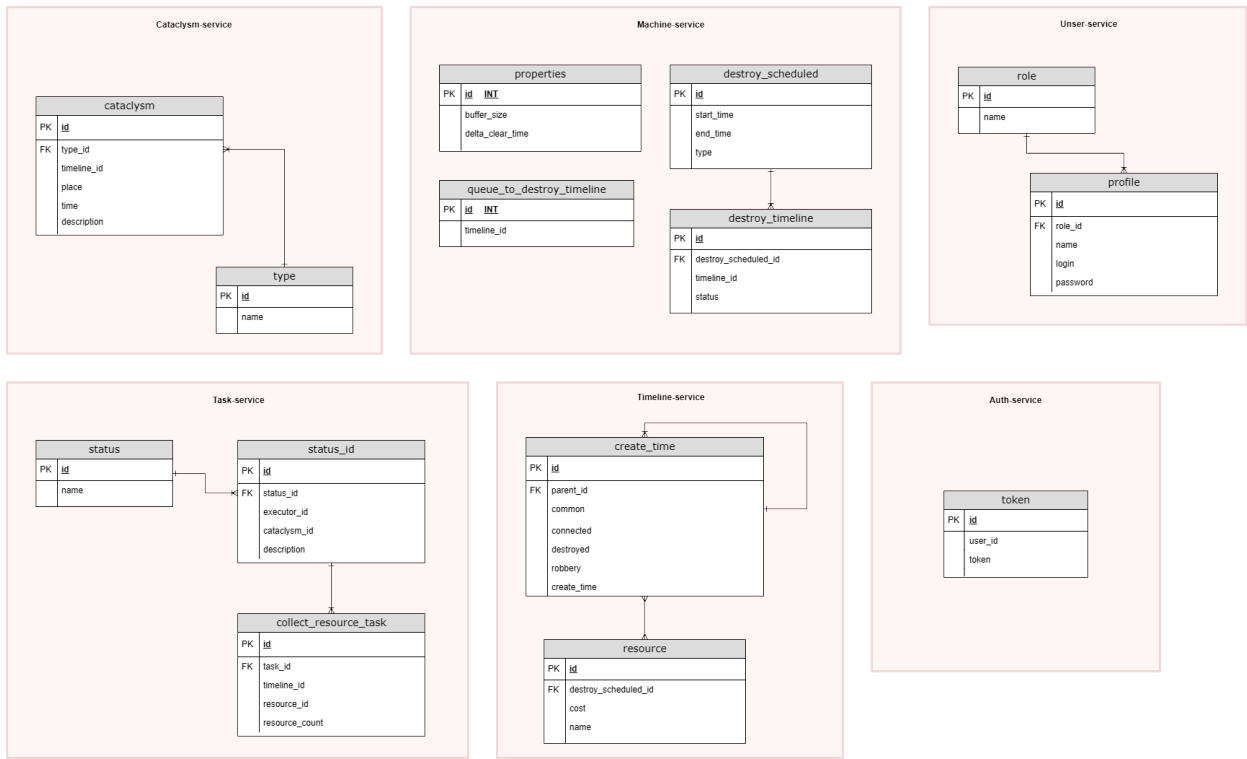 Cataclysm-service
cataclysm
PK id
FK type_id
timeline_id
place
time
description
type
PK id
name
Machine-service
properties
PK id INT
buffer_size
delta_clear_time
queue_to_destroy_timeline
PK id INT
timeline_id
destroy_scheduled
PK id
start_time
end_time
type
destroy_timeline
PK id
FK destroy_scheduled_id
timeline_id
status
Unser-service
role
PK id
name
profile
PK id
FK role_id
name
login
password
Task-service
status
PK id
name
status_id
PK id
FK status_id
executor_id
cataclysm_id
description
collect_resource_task
PK id
FK task_id
timeline_id
resource_id
resource_count
Timeline-service
create_time
PK id
FK parent_id
common
connected
destroyed
robbery
create_time
resource
PK id
FK destroy_scheduled_id
cost
name
Auth-service
token
PK id
user_id
token